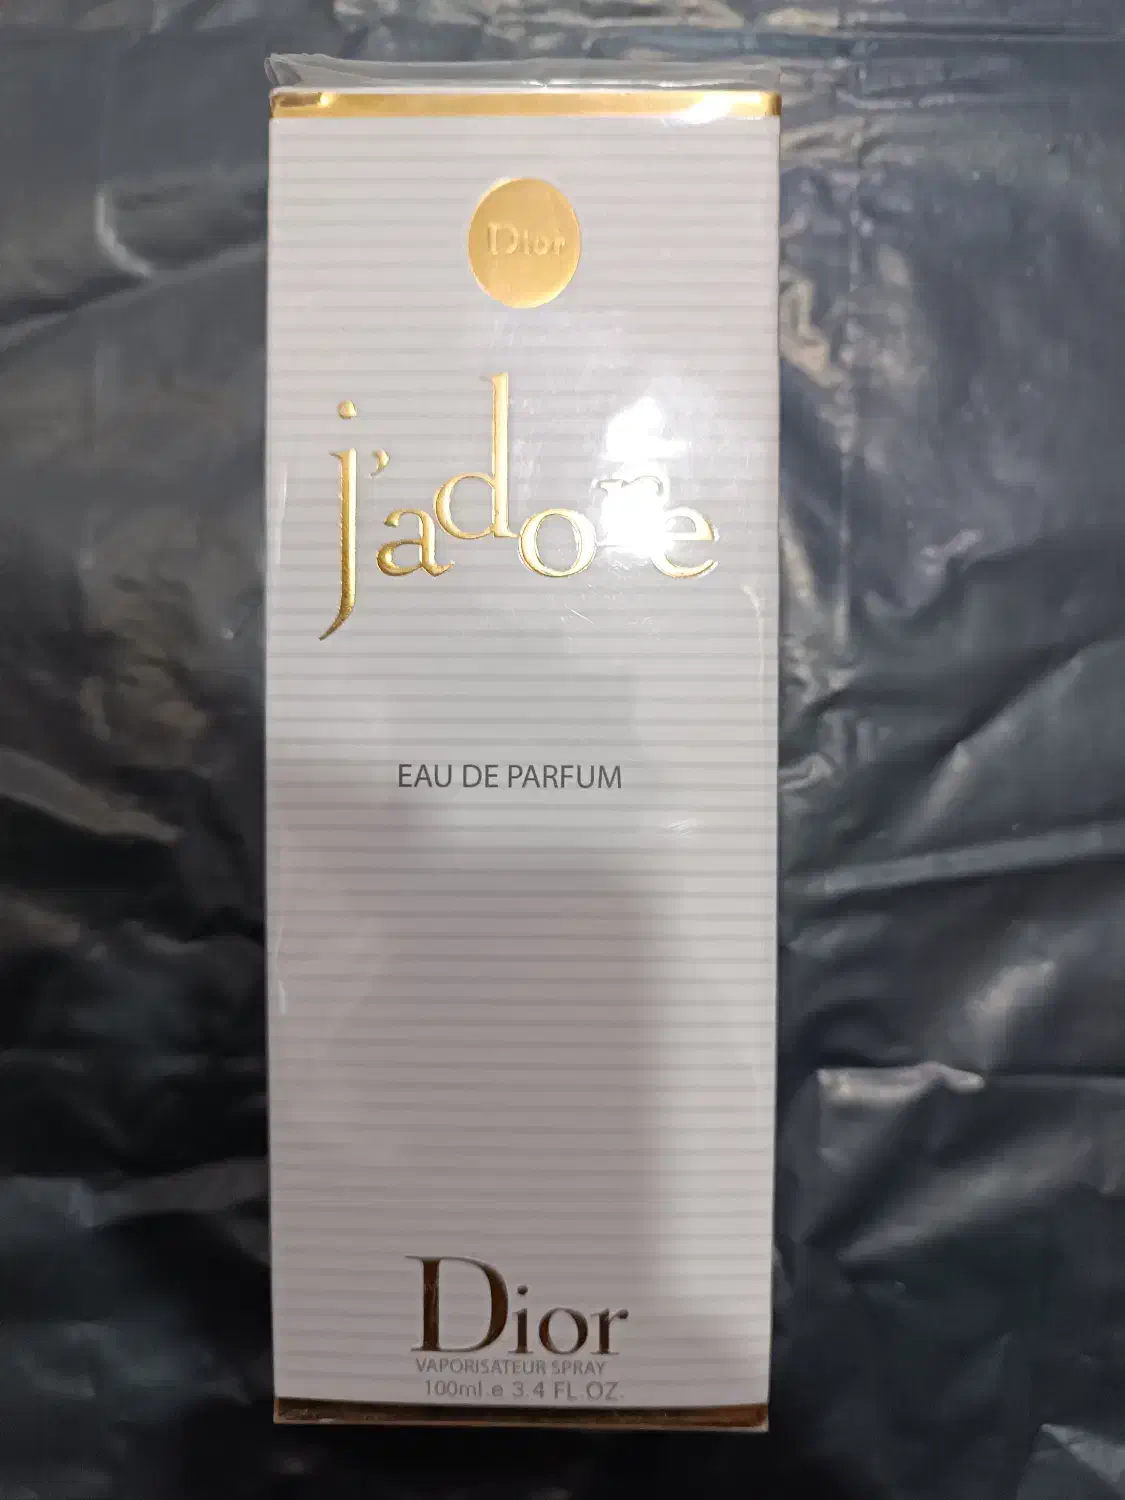 Dior
j'adore
EAU DE PARFUM
Dior
VAPORISATEUR SPRAY
100ml.e 3.4 FL.OZ.